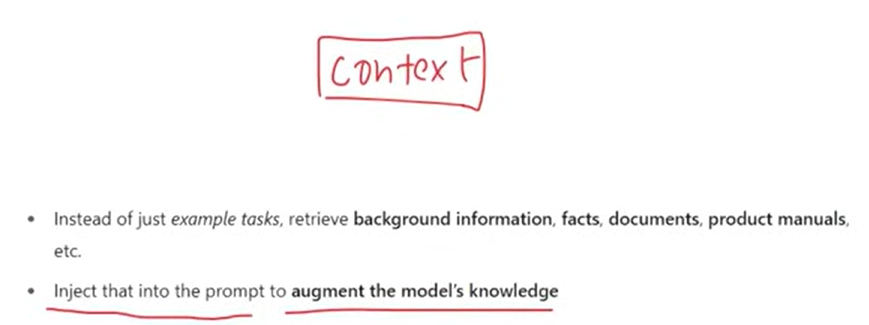 context
• Instead of just example tasks, retrieve background information, facts, documents, product manuals,
etc.
• Inject that into the prompt to augment the model's knowledge